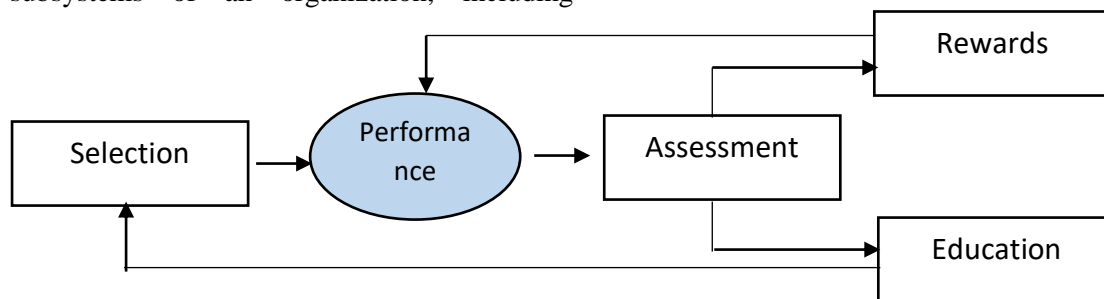 subsystems of an organization, including
Rewards
Selection
Performa
nce
Assessment
Education